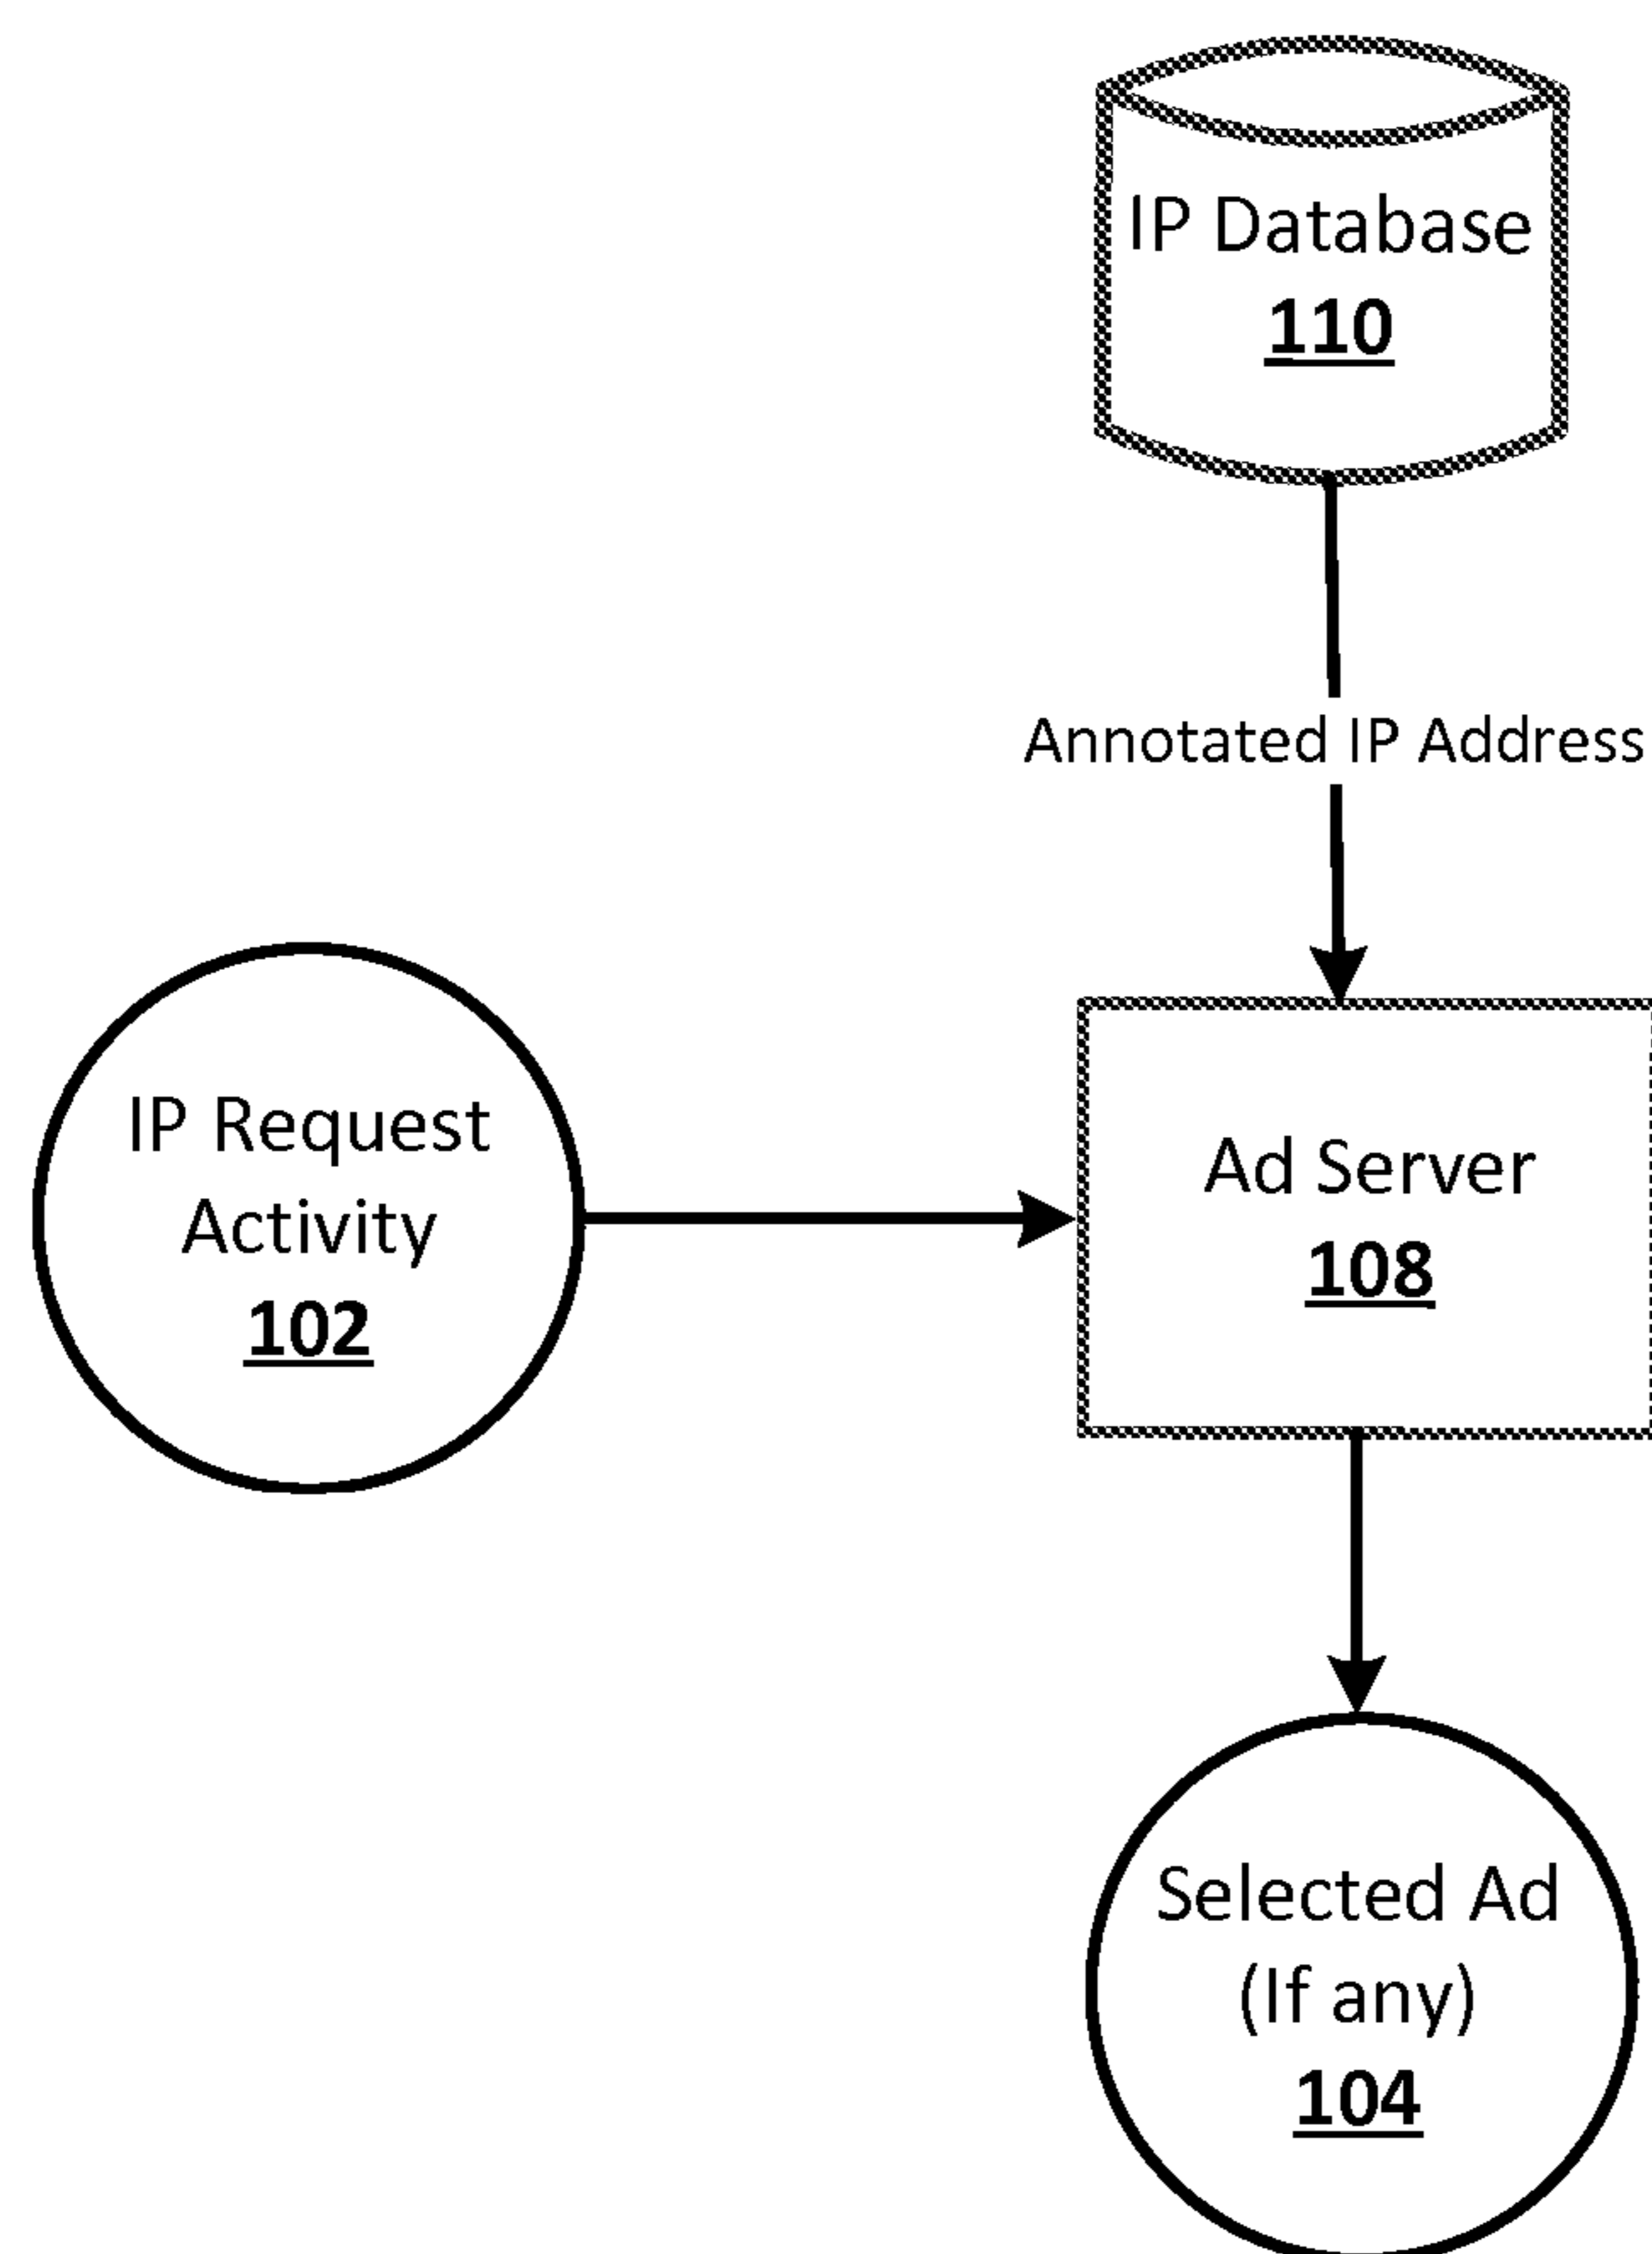 IP Database
110
Annotated IP Address
IP Request
Activity
102
Ad Server
108
Selected Ad
(If any)
104